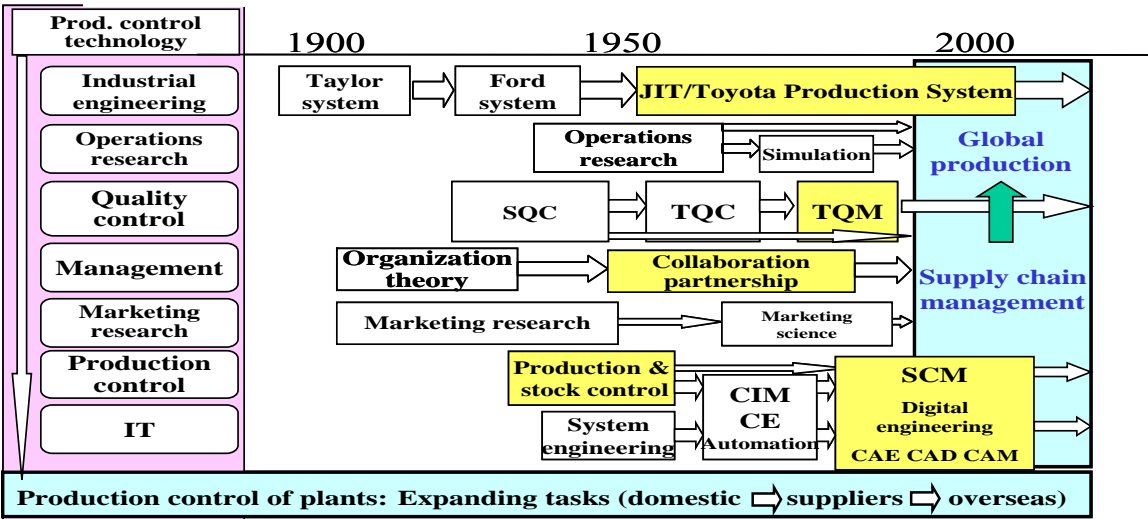 Prod. control
technology
1900
1950
2000
Industrial
engineering
Taylor
system
Ford
system
JIT/Toyota Production System
Operations
research
Operations
research
Simulation
Global
production
Quality
control
SQC
TQC
TQM
Management
Organization
theory
Collaboration
partnership
Supply chain
management
Marketing
research
Marketing research
Marketing
science
Production
control
Production &
stock control
CIM
CE
Automation
SCM
Digital
engineering
CAE CAD CAM
IT
System
engineering
Production control of plants: Expanding tasks (domestic suppliers overseas)